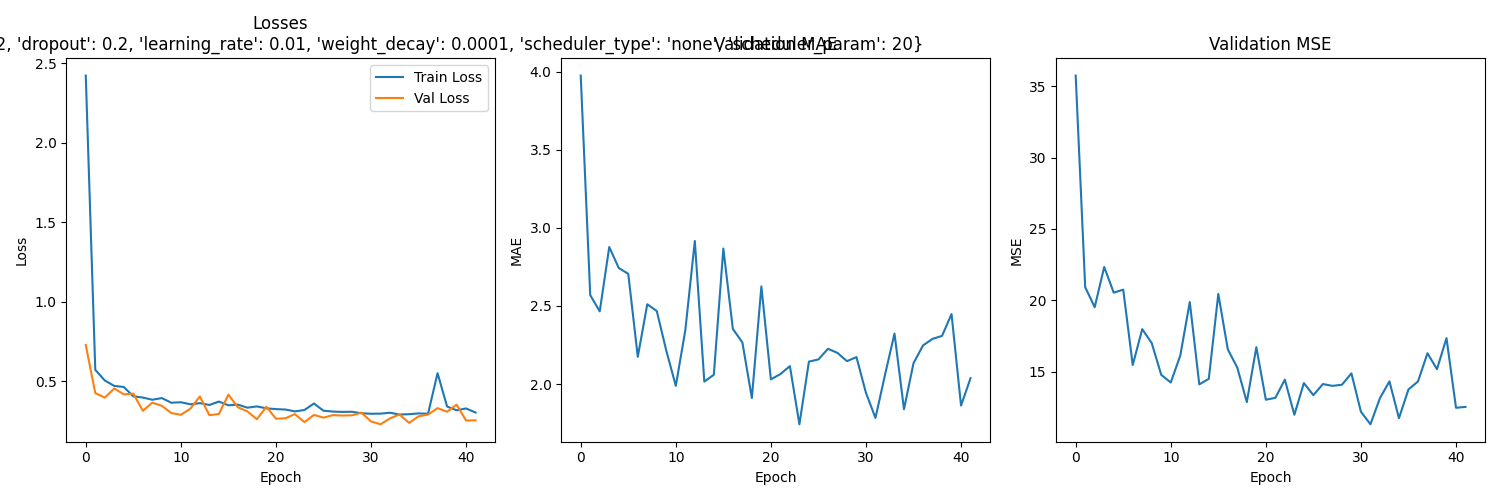 Losses
2, 'dropout': 0.2, 'learning_rate': 0.01, 'weight_decay': 0.0001, 'scheduler_type': 'none', 'scheduler_param': 20}
Validation MAE
Validation MSE
2.5
2.0
1.5
1.0
0.5
Loss
Train Loss
Val Loss
0 10 20 30 40
Epoch
4.0
3.5
3.0
2.5
2.0
MAE
0 10 20 30 40
Epoch
35
30
25
20
15
MSE
0 10 20 30 40
Epoch